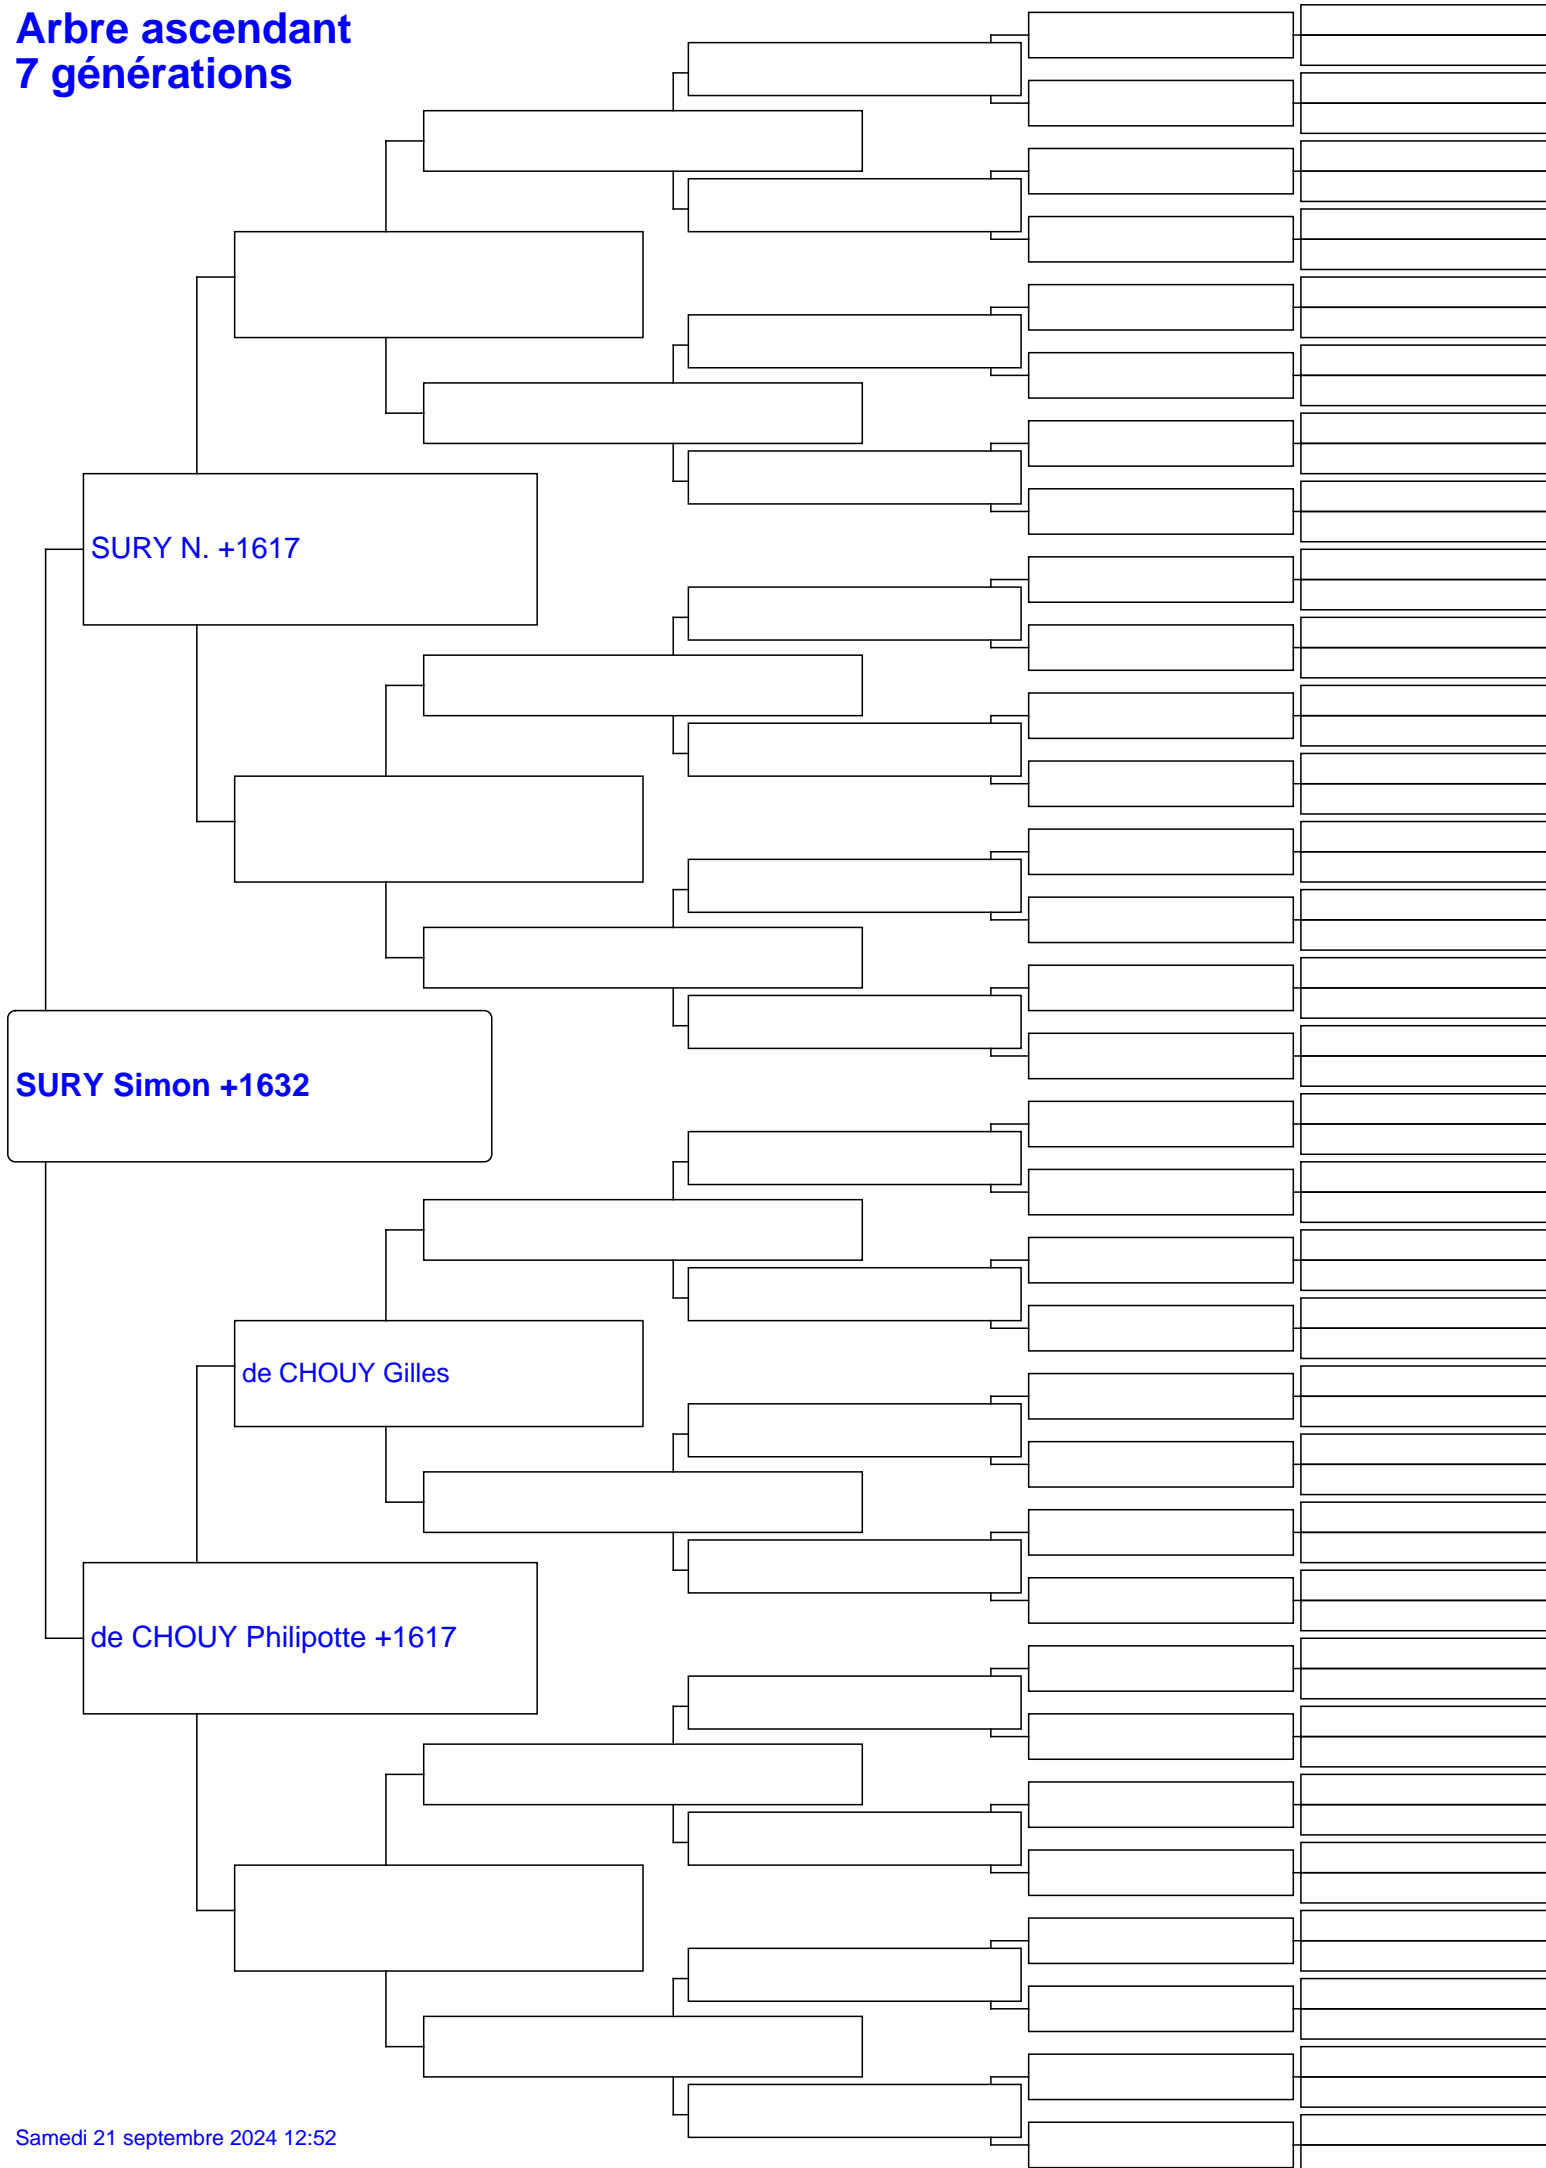 Arbre ascendant
7 générations
SURY N. +1617
SURY Simon +1632
de CHOUY Gilles
de CHOUY Philipotte +1617
Samedi 21 septembre 2024 12:52